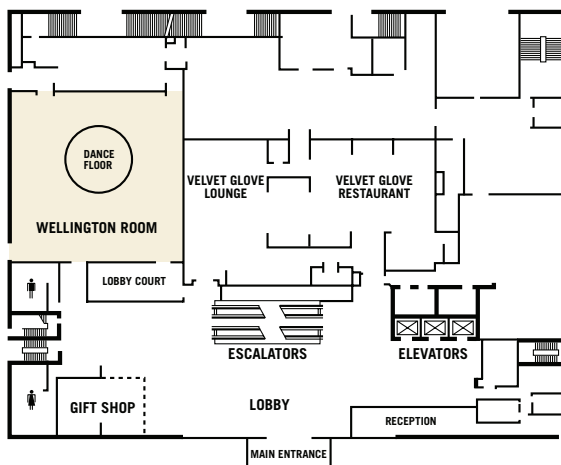 DANCE
FLOOR
VELVET GLOVE
LOUNGE
VELVET GLOVE
RESTAURANT
WELLINGTON ROOM
LOBBY COURT
ESCALATORS
ELEVATORS
GIFT SHOP
LOBBY
RECEPTION
MAIN ENTRANCE